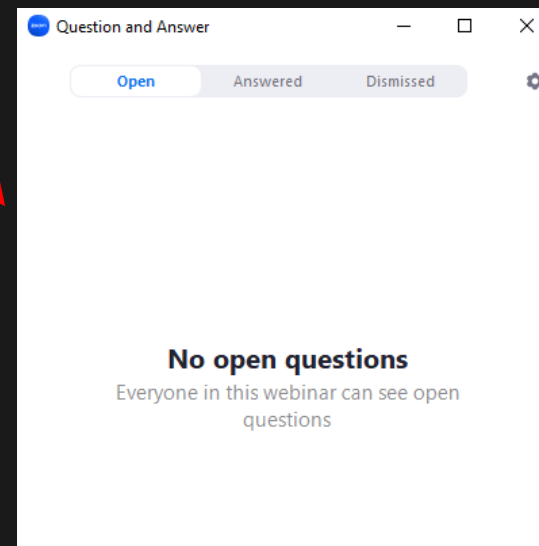 Question and Answer
Open Answered Dismissed
No open questions
Everyone in this webinar can see open
questions